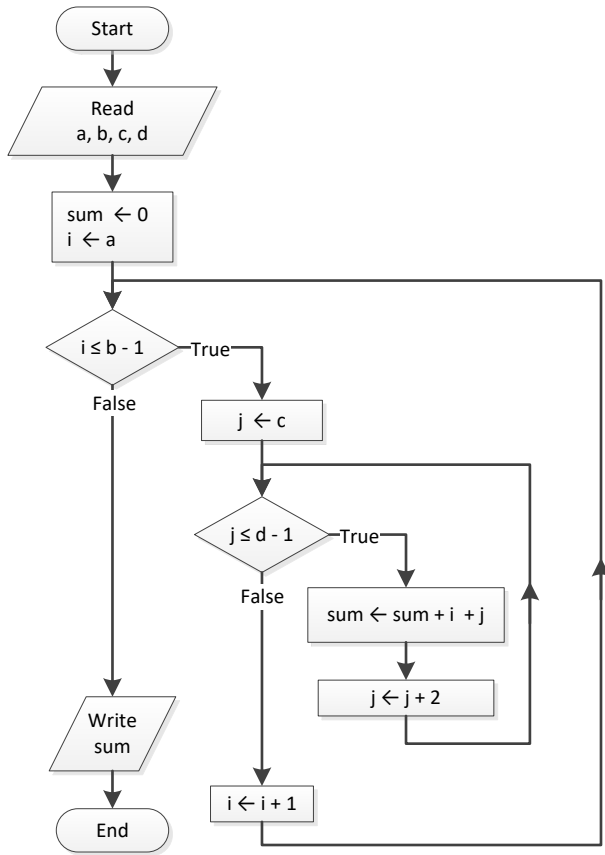 Start
Read
a, b, c, d
sum ← 0
i ← a
i ≤ b - 1
True
False
j ← c
j ≤ d - 1
True
False
sum ← sum + i + j
j ← j + 2
Write
sum
i ← i + 1
End